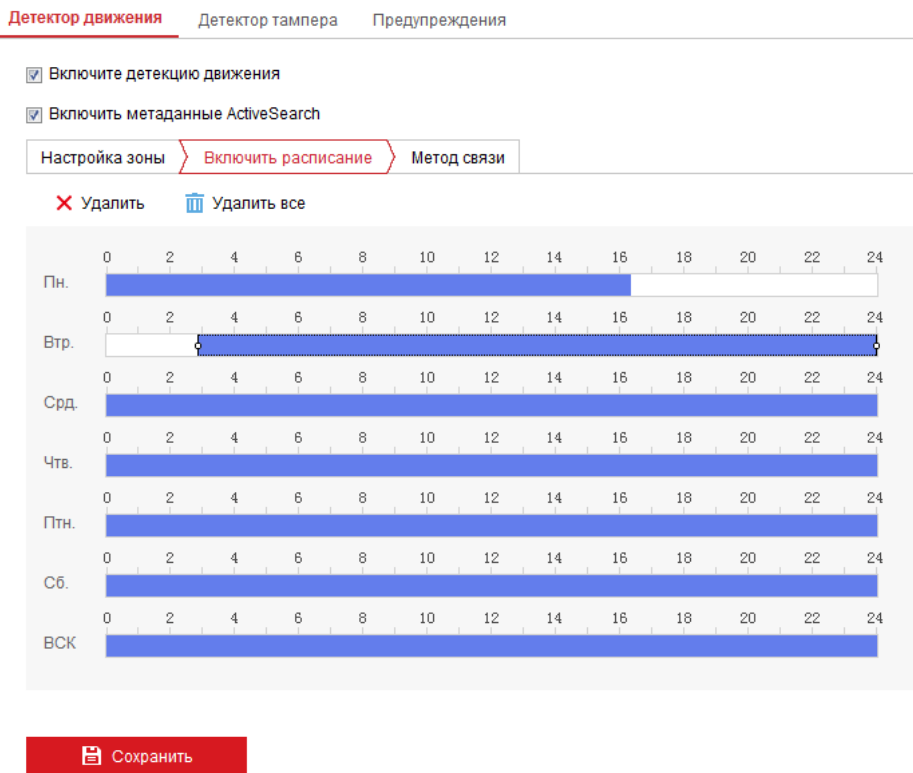 Детектор движения Детектор тампера Предупреждения
Включите детекцию движения
Включить метаданные ActiveSearch
Настройка зоны Включить расписание Метод связи
Удалить Удалить все
0 2 4 6 8 10 12 14 16 18 20 22 24
Пн.
0 2 4 6 8 10 12 14 16 18 20 22 24
Втр.
0 2 4 6 8 10 12 14 16 18 20 22 24
Срд.
0 2 4 6 8 10 12 14 16 18 20 22 24
Чтв.
0 2 4 6 8 10 12 14 16 18 20 22 24
Птн.
0 2 4 6 8 10 12 14 16 18 20 22 24
Сб.
0 2 4 6 8 10 12 14 16 18 20 22 24
ВСК
Сохранить